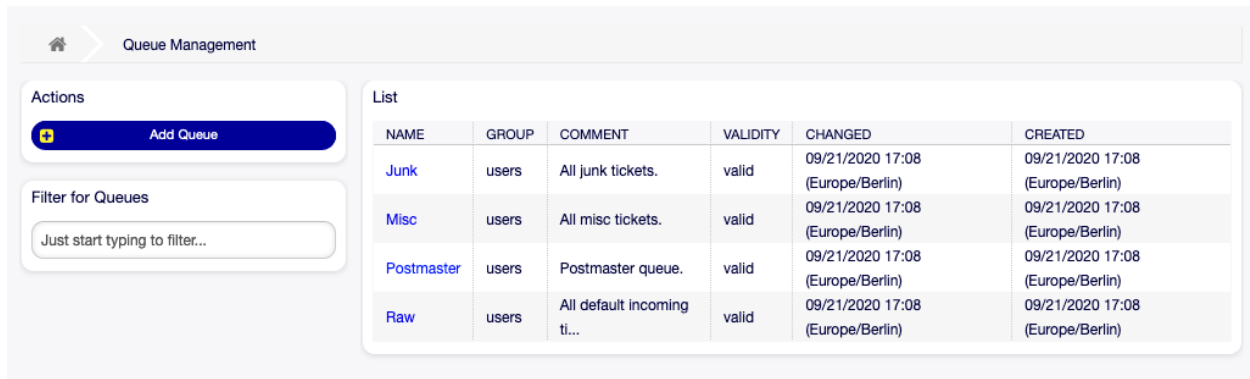 Queue Management
Actions
Add Queue
Filter for Queues
Just start typing to filter...
List
NAME GROUP COMMENT VALIDITY CHANGED CREATED
Junk users All junk tickets. valid 09/21/2020 17:08 (Europe/Berlin) 09/21/2020 17:08 (Europe/Berlin)
Misc users All misc tickets. valid 09/21/2020 17:08 (Europe/Berlin) 09/21/2020 17:08 (Europe/Berlin)
Postmaster users Postmaster queue. valid 09/21/2020 17:08 (Europe/Berlin) 09/21/2020 17:08 (Europe/Berlin)
Raw users All default incoming ti... valid 09/21/2020 17:08 (Europe/Berlin) 09/21/2020 17:08 (Europe/Berlin)